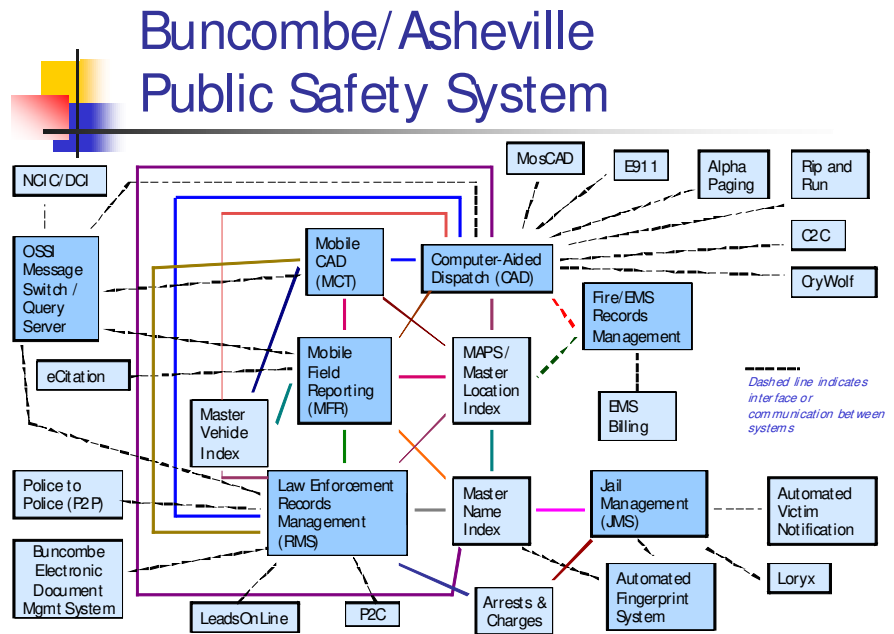 Buncombe/Asheville
Public Safety System
MosCAD
E911
Alpha
Paging
Rip and
Run
NCIC/DCI
C2C
OSSI
Message
Switch /
Query
Server
Mobile
CAD
(MCT)
Computer-Aided
Dispatch (CAD)
CryWolf
Fire/EMS
Records
Management
eCitation
Mobile
Field
Reporting
(MFR)
MAPS/
Master
Location
Index
Dashed line indicates
interface or
communication between
systems
Master
Vehicle
Index
EMS
Billing
Police to
Police (P2P)
Law Enforcement
Records
Management
(RMS)
Master
Name
Index
Jail
Management
(JMS)
Automated
Victim
Notification
Buncombe
Electronic
Document
Mgmt System
LeadsOnLine
P2C
Arrests &
Charges
Automated
Fingerprint
System
Loryx